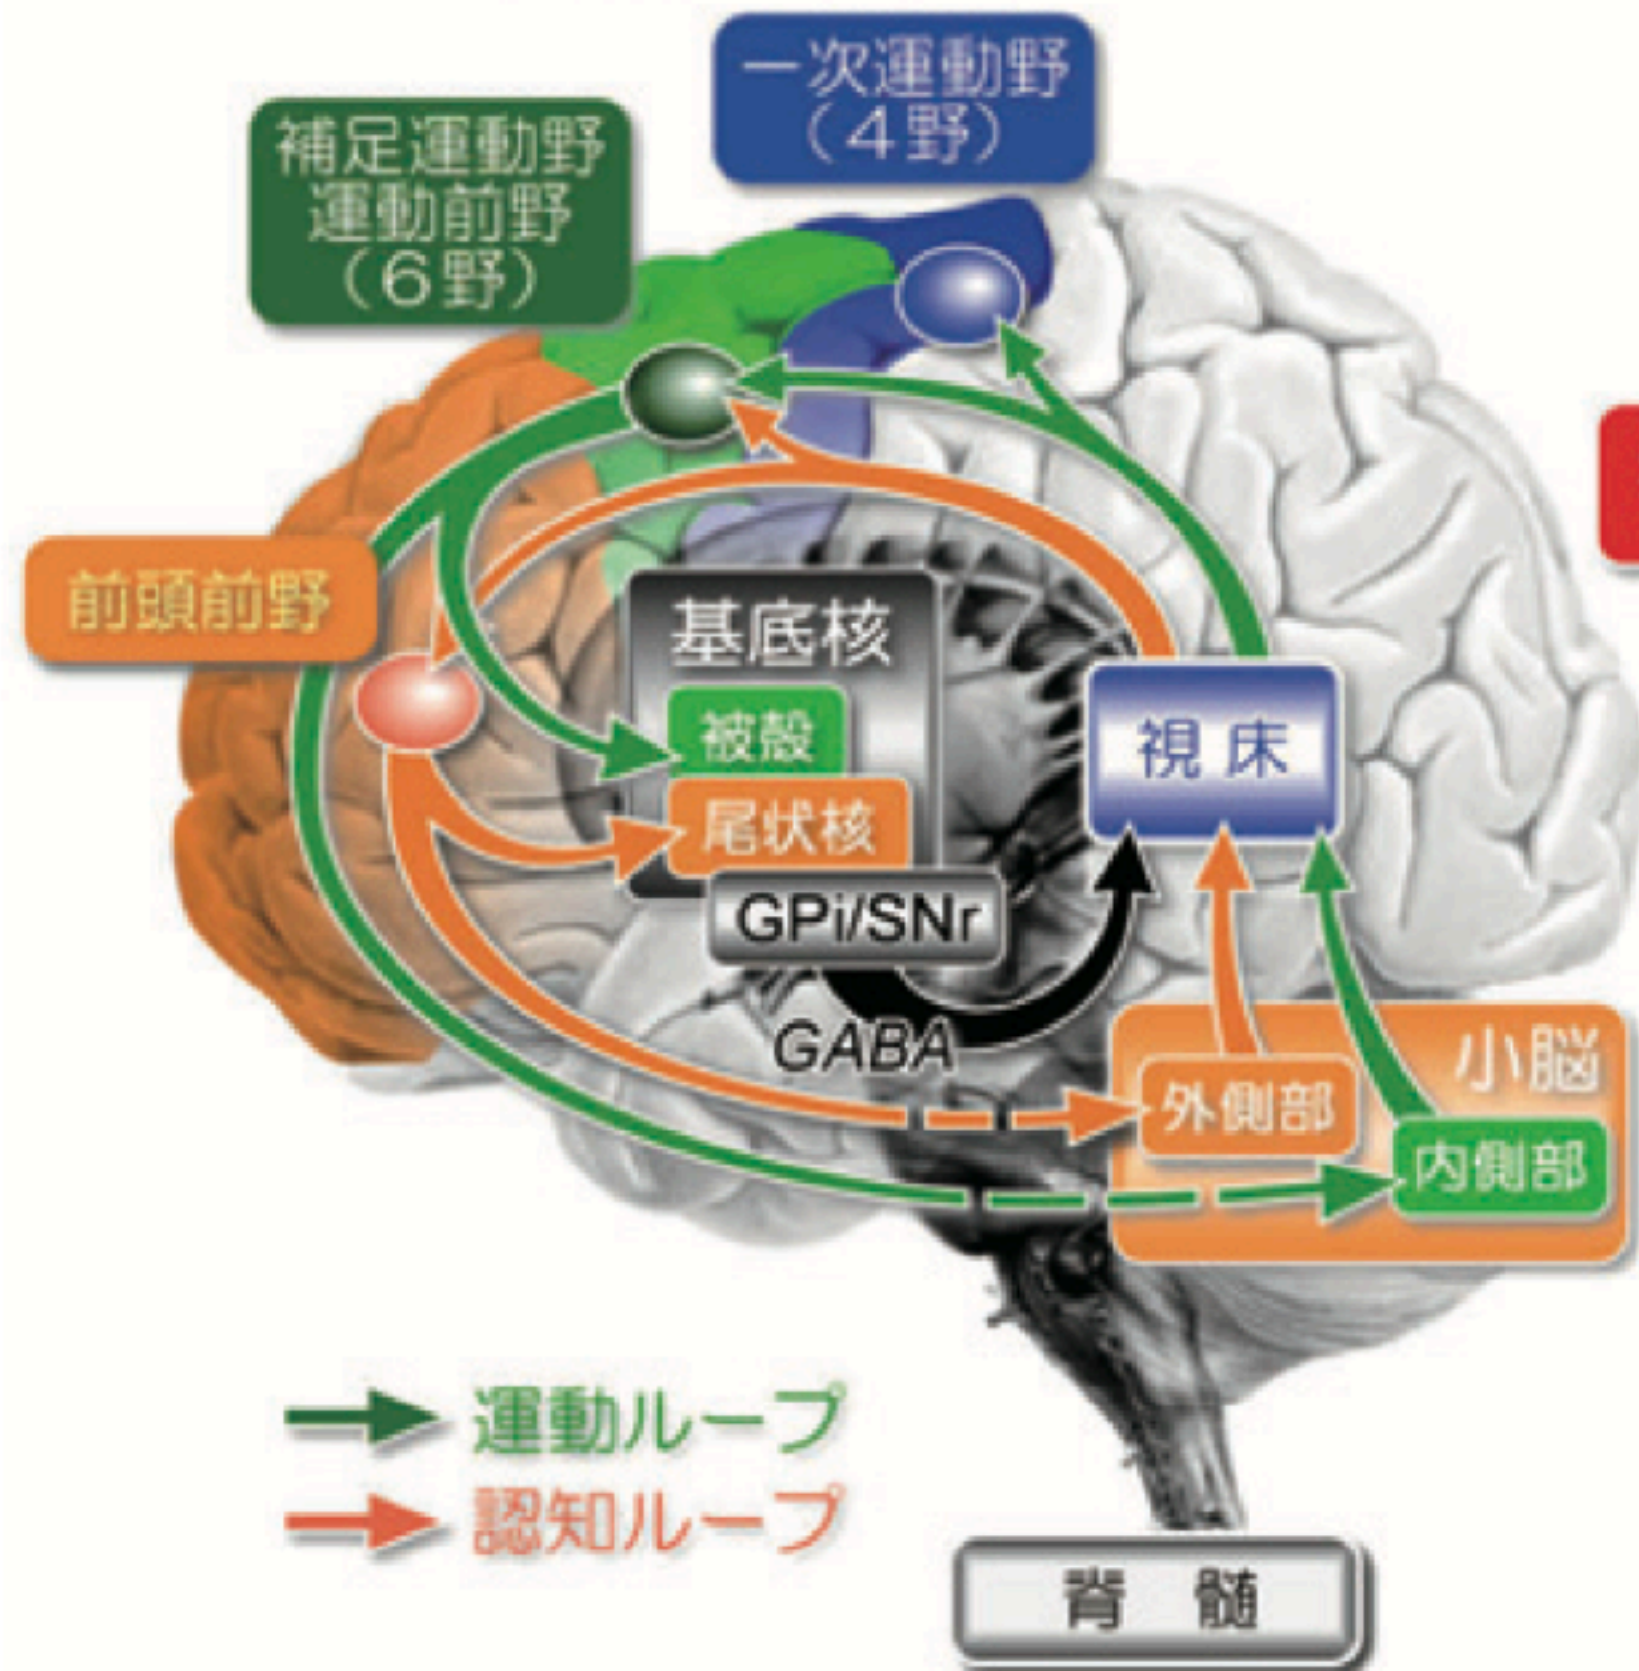 一次運動野
（4野）
補足運動野
運動前野
（6野）
前頭前野
基底核
被殻
尾状核
GPi/SNr
GABA
視床
小脳
外側部
内側部
運動ループ
認知ループ
脊髄